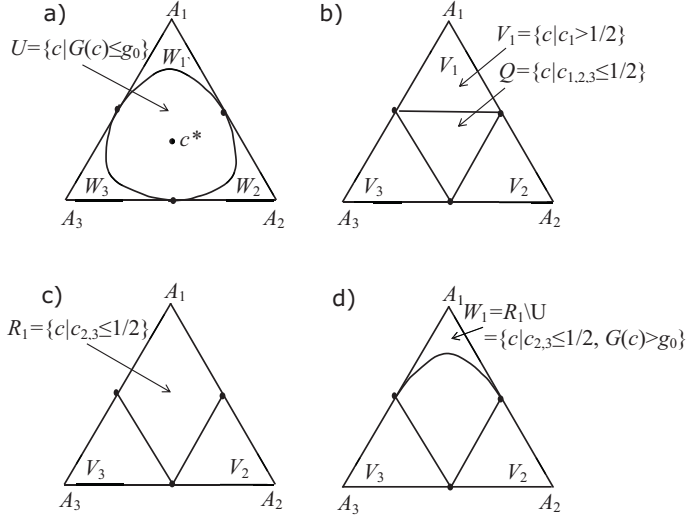 a)
A₁
U={c|G(c)≤g₀}
W₁
c*
W₃
W₂
A₃
A₂
b)
A₁
V₁={c|c₁>1/2}
V₁
Q={c|c₁,₂,₃≤1/2}
V₃
V₂
A₃
A₂
c)
A₁
R₁={c|c₂,₃≤1/2}
V₃
V₂
A₃
A₂
d)
A₁
W₁=R₁\U
={c|c₂,₃≤1/2, G(c)>g₀}
V₃
V₂
A₃
A₂